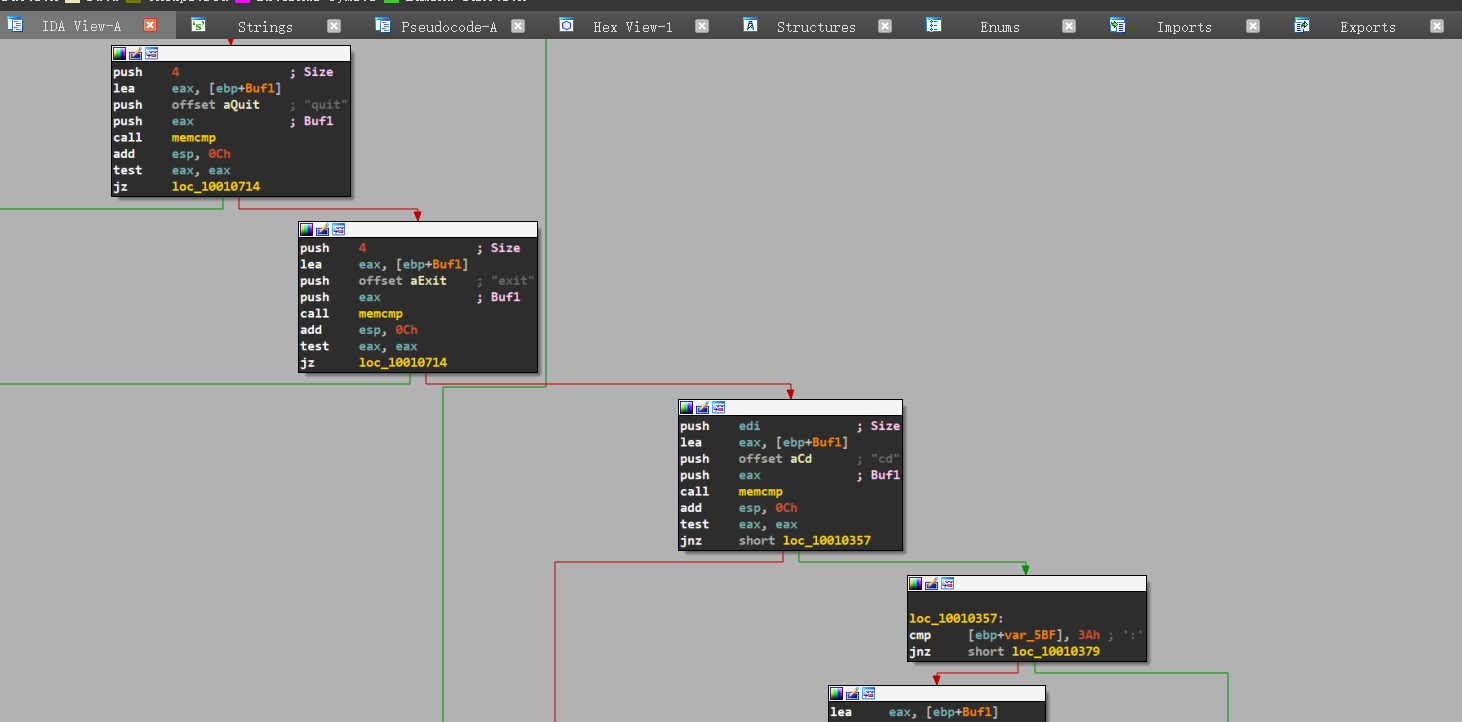 IDA View-A Strings Pseudocode-A Hex View-1 Structures Enums Imports Exports
push 4 ; Size
lea eax, [ebp+Buf1]
push offset aQuit ; "quit"
push eax ; Buf1
call memcmp
add esp, 0Ch
test eax, eax
jz loc_10010714
push 4 ; Size
lea eax, [ebp+Buf1]
push offset aExit ; "exit"
push eax ; Buf1
call memcmp
add esp, 0Ch
test eax, eax
jz loc_10010714
push edi ; Size
lea eax, [ebp+Buf1]
push offset aCd ; "cd"
push eax ; Buf1
call memcmp
add esp, 0Ch
test eax, eax
jnz short loc_10010357
loc_10010357:
cmp [ebp+var_5BF], 3Ah ; ':'
jnz short loc_10010379
lea eax, [ebp+Buf1]